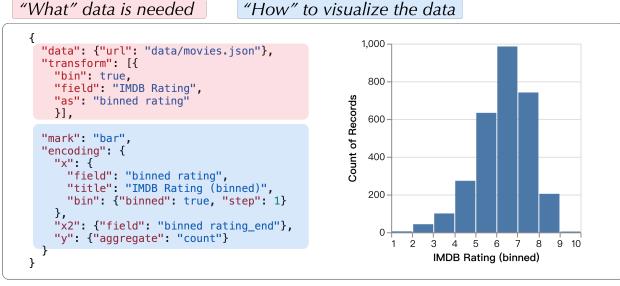 “What” data is needed
“How” to visualize the data
{
"data": {"url": "data/movies.json"},
"transform": [{
"bin": true,
"field": "IMDB Rating",
"as": "binned rating"
}],
"mark": "bar",
"encoding": {
"x": {
"field": "binned rating",
"title": "IMDB Rating (binned)",
"bin": {"binned": true, "step": 1}
},
"x2": {"field": "binned rating_end"},
"y": {"aggregate": "count"}
}
}
Count of Records
1,000
800
600
400
200
0
1 2 3 4 5 6 7 8 9 10
IMDB Rating (binned)